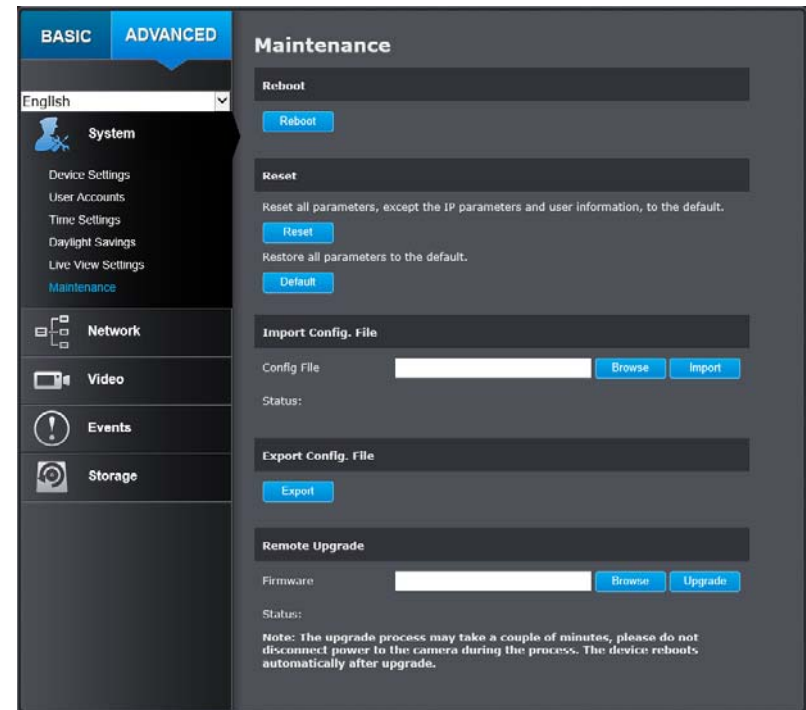 BASIC
ADVANCED
English
System
Device Settings
User Accounts
Time Settings
Daylight Savings
Live View Settings
Maintenance
Network
Video
Events
Storage
Maintenance
Reboot
Reboot
Reset
Reset all parameters, except the IP parameters and user information, to the default.
Reset
Restore all parameters to the default.
Default
Import Config. File
Config File
Browse
Import
Status:
Export Config. File
Export
Remote Upgrade
Firmware
Browse
Upgrade
Status:
Note: The upgrade process may take a couple of minutes, please do not
disconnect power to the camera during the process. The device reboots
automatically after upgrade.